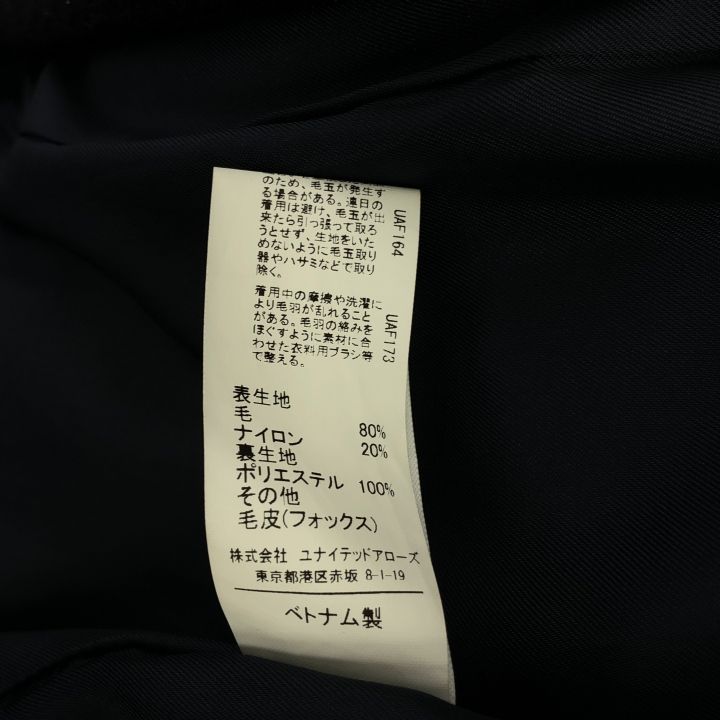 のため、毛玉が発生す
る場合がある。連日の
着用は避け、毛玉が出
来たら引っ張って取ろ
うとせず、生地をいた
めないように毛玉取り
器やハサミなどで取り
除く。
UAF164
着用中の摩擦や洗濯に
より毛羽が乱れること
がある。毛羽の絡みを
ほぐすように素材に合
わせた衣料用ブラシ等
で整える。
UAF173
表生地
毛 80%
ナイロン 20%
裏生地
ポリエステル 100%
その他
毛皮(フォックス)
株式会社 ユナイテッドアローズ
東京都港区赤坂 8-1-19
ベトナム製